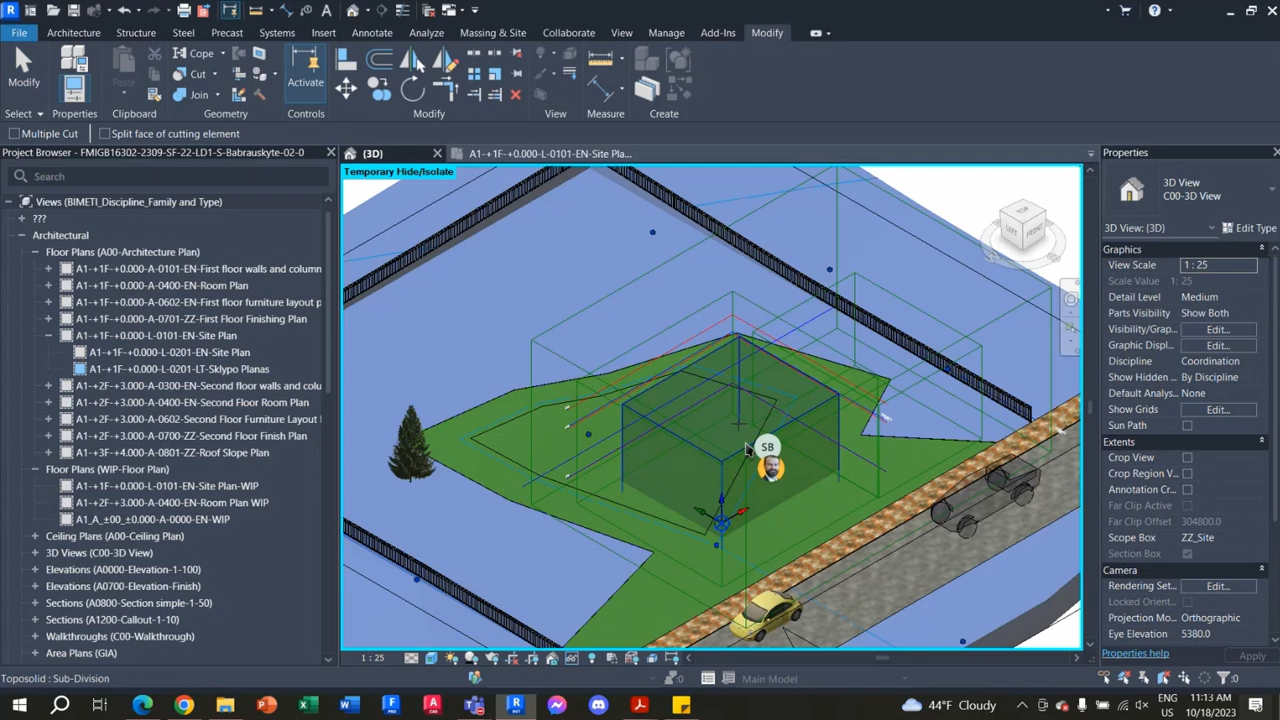 File
Architecture
Structure
Steel
Precast
Systems
Insert
Annotate
Analyze
Massing & Site
Collaborate
View
Manage
Add-Ins
Modify
Modify
Paste
Cope
Cut
Join
Activate
Select
Properties
Clipboard
Geometry
Controls
Modify
View
Measure
Create
Multiple Cut
Split face of cutting element
Project Browser - FMIGB16302-2309-SF-22-LD1-S-Babrauskyte-02-0
{3D}
A1-+1F-+0.000-L-0101-EN-Site Pla...
Properties
Temporary Hide/Isolate
Search
Views (BIMETI_Discipline_Family and Type)
???
Architectural
Floor Plans (A00-Architecture Plan)
A1-+1F-+0.000-A-0101-EN-First floor walls and column
A1-+1F-+0.000-A-0400-EN-Room Plan
A1-+1F-+0.000-A-0602-EN-First floor furniture layout p
A1-+1F-+0.000-A-0701-ZZ-First Floor Finishing Plan
A1-+1F-+0.000-L-0101-EN-Site Plan
A1-+1F-+0.000-L-0201-EN-Site Plan
A1-+1F-+0.000-L-0201-LT-Sklypo Planas
A1-+2F-+3.000-A-0300-EN-Second floor walls and colum
A1-+2F-+3.000-A-0400-EN-Second Floor Room Plan
A1-+2F-+3.000-A-0602-EN-Second Floor Furniture Layout
A1-+2F-+3.000-A-0700-ZZ-Second Floor Finish Plan
A1-+2F-+3.000-A-0801-ZZ-Roof Slope Plan
Floor Plans (WIP-Floor Plan)
A1-+1F-+0.000-L-0101-EN-Site Plan-WIP
A1-+2F-+3.000-A-0400-EN-Room Plan WIP
A1_A_±00_±0.000-A-0000-EN-WIP
Ceiling Plans (A00-Ceiling Plan)
3D Views (C00-3D View)
Elevations (A0000-Elevation-1-100)
Elevations (A0700-Elevation-Finish)
Sections (A0800-Section simple-1-50)
Sections (A1200-Callout-1-10)
Walkthroughs (C00-Walkthrough)
Area Plans (GIA)
TOP
LEFT
FRONT
SB
3D View
C00-3D View
3D View: {3D}
Edit Type
Graphics
View Scale 1 : 25
Scale Value 1: 25
Detail Level Medium
Parts Visibility Show Both
Visibility/Grap... Edit...
Graphic Displ... Edit...
Discipline Coordination
Show Hidden ... By Discipline
Default Analys... None
Show Grids Edit...
Sun Path
Extents
Crop View
Crop Region V...
Annotation Cr...
Far Clip Active
Far Clip Offset 304800.0
Scope Box ZZ_Site
Section Box
Camera
Rendering Set... Edit...
Locked Orient...
Projection Mo... Orthographic
Eye Elevation 5380.0
Properties help
Apply
1 : 25
Toposolid : Sub-Division
:0
Main Model
:0
44°F Cloudy
ENG
US
11:13 AM
10/18/2023